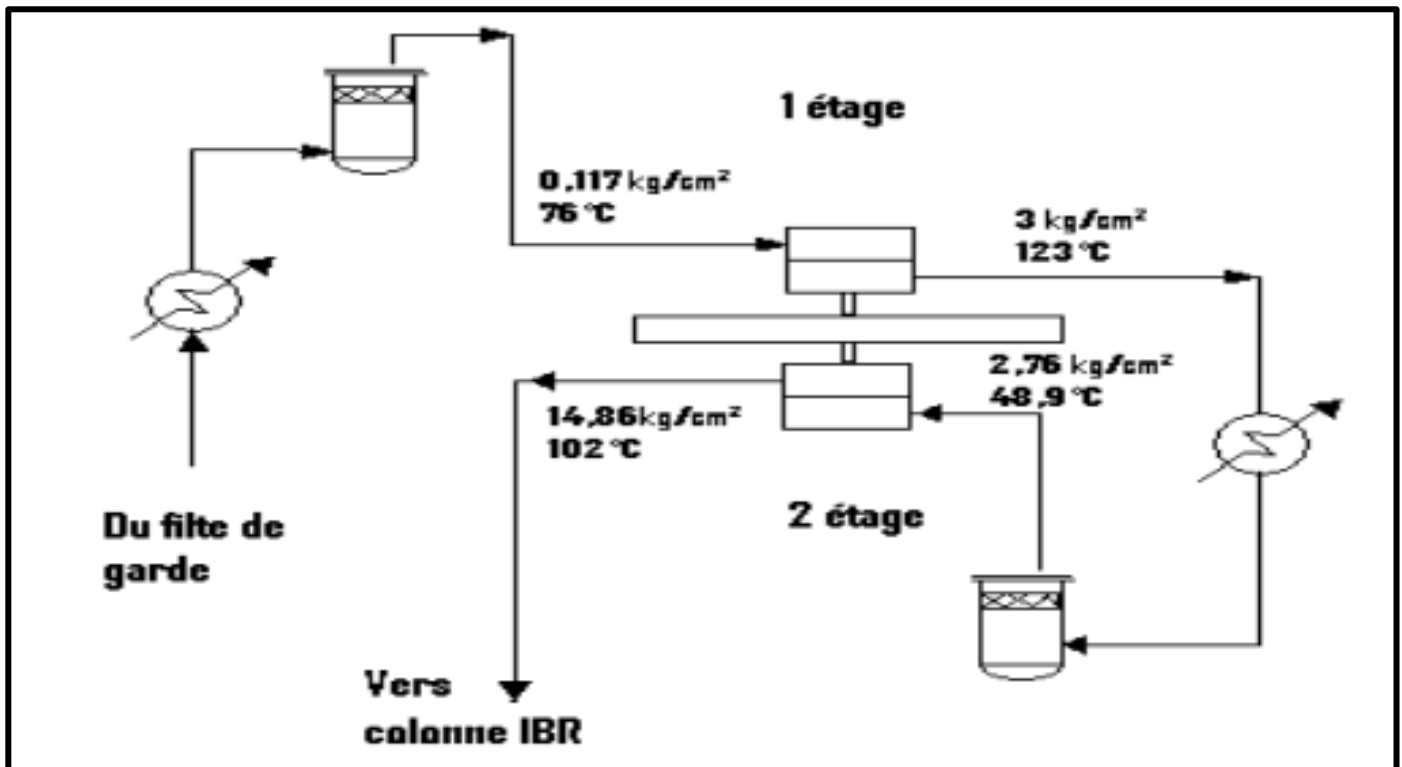 1 étage
0,117 kg/cm²
76 °C
3 kg/cm²
123 °C
2,76 kg/cm²
48,9 °C
14,86kg/cm²
102 °C
Du filte de
garde
2 étage
Vers
colonne IBR